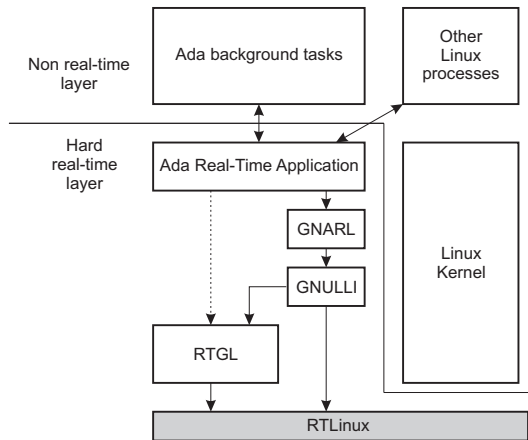 Non real-time
layer
Ada background tasks
Other
Linux
processes
Hard
real-time
layer
Ada Real-Time Application
GNARL
GNULLI
Linux
Kernel
RTGL
RTLinux